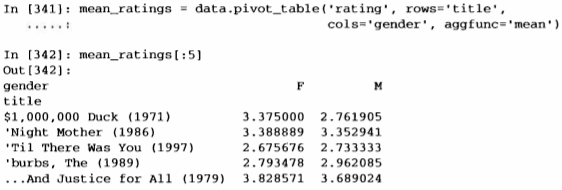 In [341]: mean_ratings = data.pivot_table('rating', rows='title',
.....: cols='gender', aggfunc='mean')
In [342]: mean_ratings[:5]
Out[342]:
gender F M
title
$1,000,000 Duck (1971) 3.375000 2.761905
'Night Mother (1986) 3.388889 3.352941
'Til There Was You (1997) 2.675676 2.733333
'burbs, The (1989) 2.793478 2.962085
...And Justice for All (1979) 3.828571 3.689024